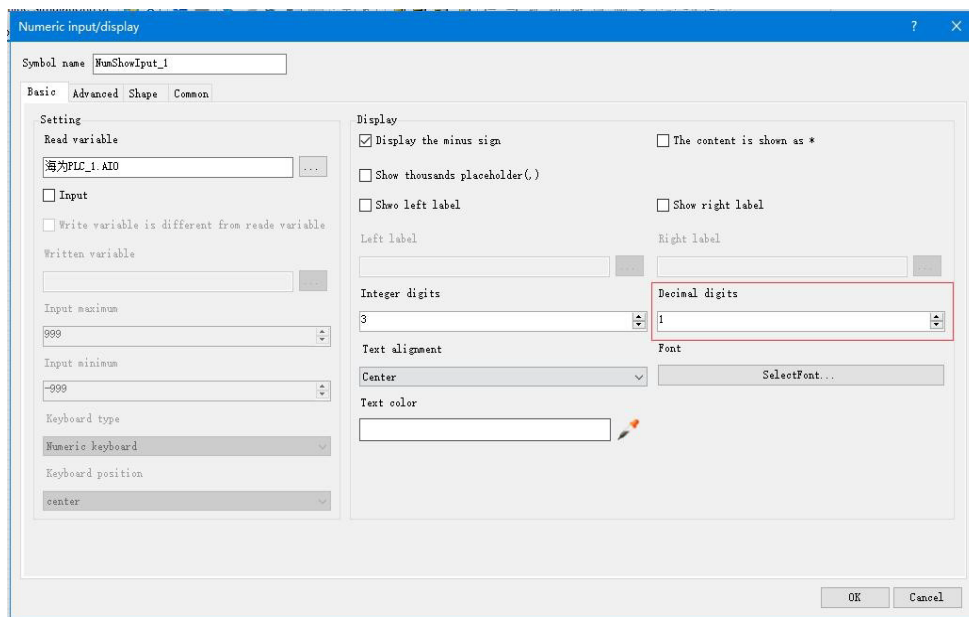 Numeric input/display
Symbol name NumShowIput_1
Basic Advanced Shape Common
Setting
Read variable
海为PLC_1.AI0
...
Input
Write variable is different from reade variable
Written variable
...
Input maximum
999
Input minimum
-999
Keyboard type
Numeric keyboard
Keyboard position
center
Display
Display the minus sign
The content is shown as *
Show thousands placeholder(,)
Shwo left label
Show right label
Left label
Right label
...
...
Integer digits
Decimal digits
3
1
Text alignment
Font
Center
SelectFont...
Text color
OK
Cancel